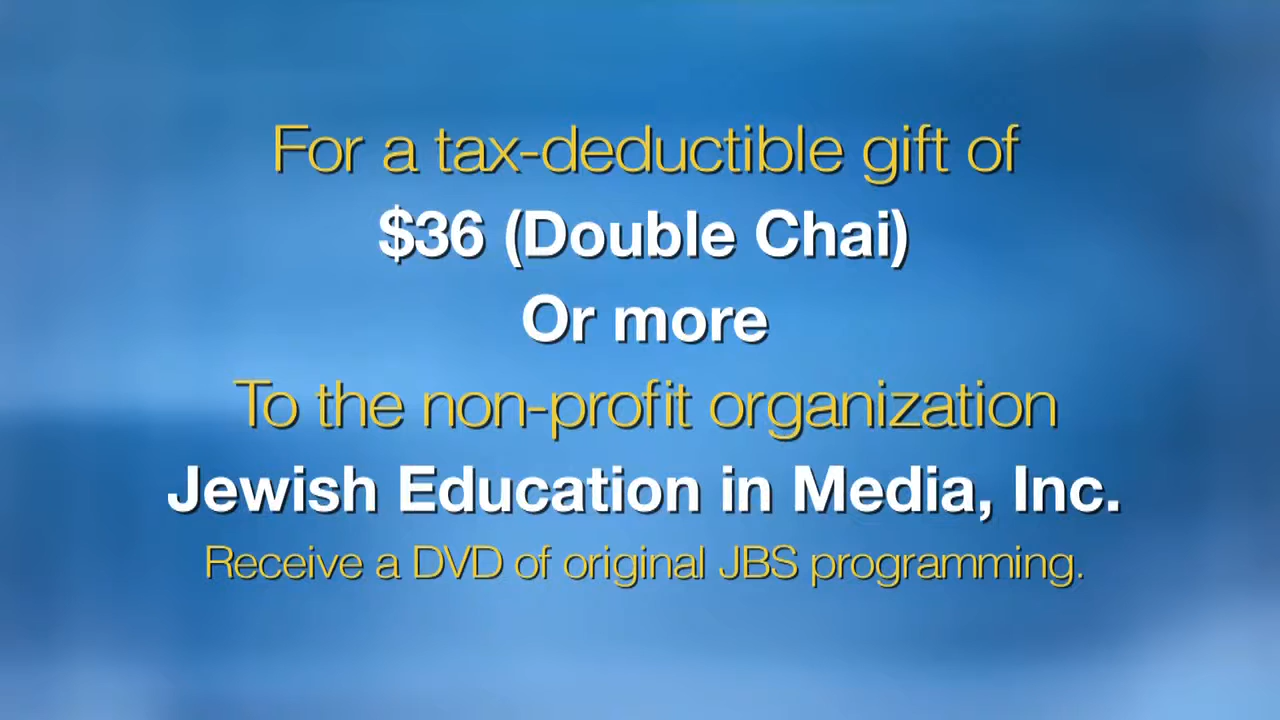 For a tax-deductible gift of
$36 (Double Chai)
Or more
To the non-profit organization
Jewish Education in Media, Inc.
Receive a DVD of original JBS programming.